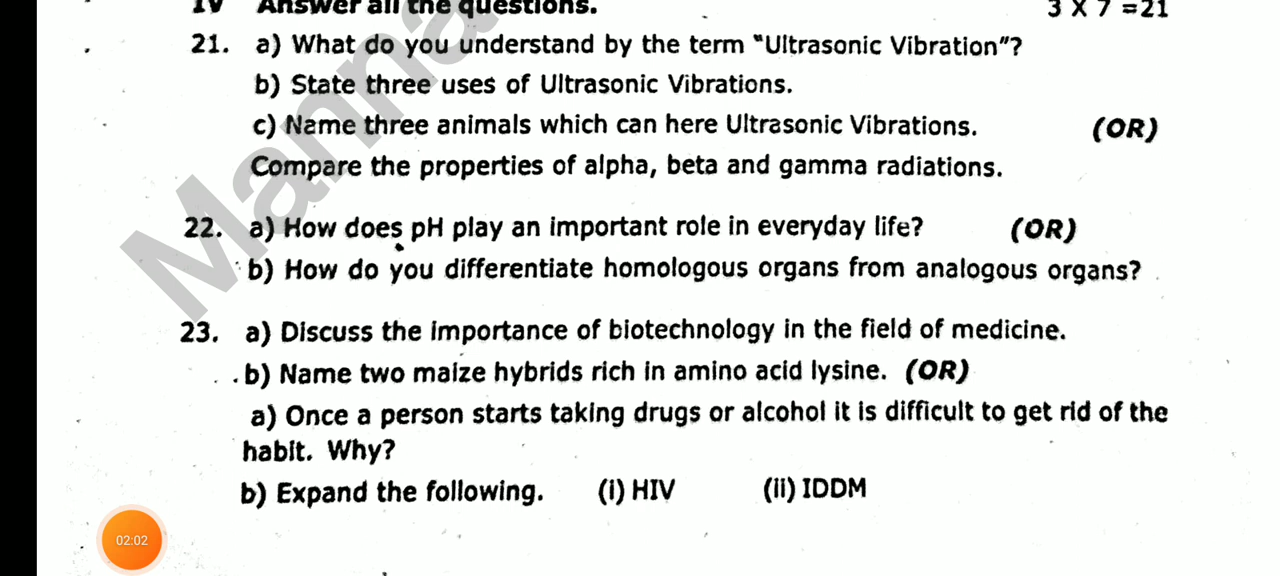 IV Answer all the questions. 3 X 7 =21
21. a) What do you understand by the term "Ultrasonic Vibration"?
b) State three uses of Ultrasonic Vibrations.
c) Name three animals which can here Ultrasonic Vibrations. (OR)
Compare the properties of alpha, beta and gamma radiations.
22. a) How does pH play an important role in everyday life? (OR)
b) How do you differentiate homologous organs from analogous organs?
23. a) Discuss the importance of biotechnology in the field of medicine.
b) Name two maize hybrids rich in amino acid lysine. (OR)
a) Once a person starts taking drugs or alcohol it is difficult to get rid of the
habit. Why?
b) Expand the following. (i) HIV (ii) IDDM
02:02
Manna